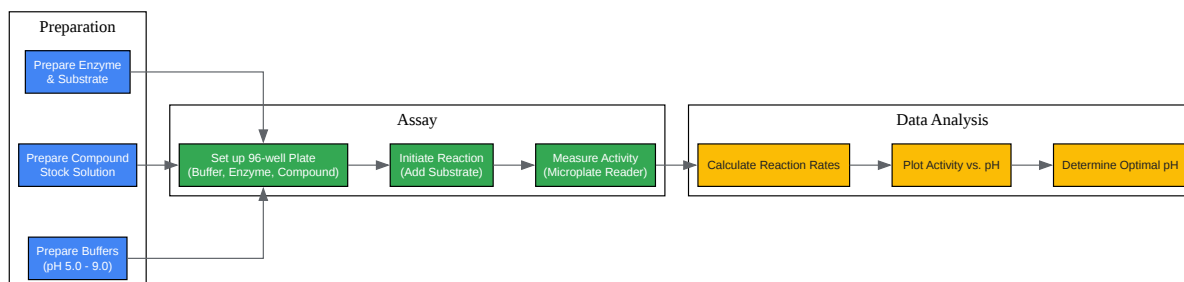 Preparation
Prepare Enzyme
& Substrate
Prepare Compound
Stock Solution
Prepare Buffers
(pH 5.0 - 9.0)
Assay
Set up 96-well Plate
(Buffer, Enzyme, Compound)
Initiate Reaction
(Add Substrate)
Measure Activity
(Microplate Reader)
Data Analysis
Calculate Reaction Rates
Plot Activity vs. pH
Determine Optimal pH